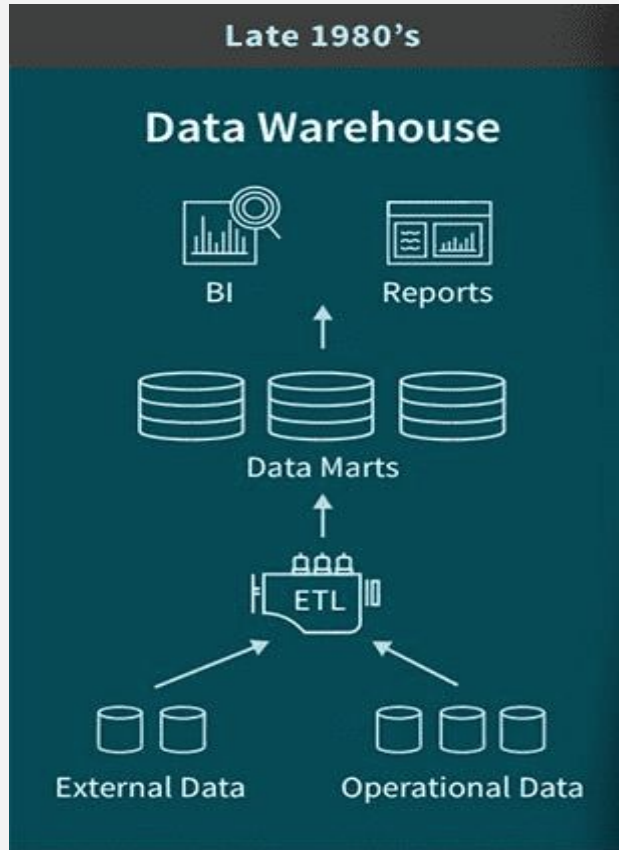 Late 1980's
Data Warehouse
BI
Reports
Data Marts
ETL
External Data
Operational Data